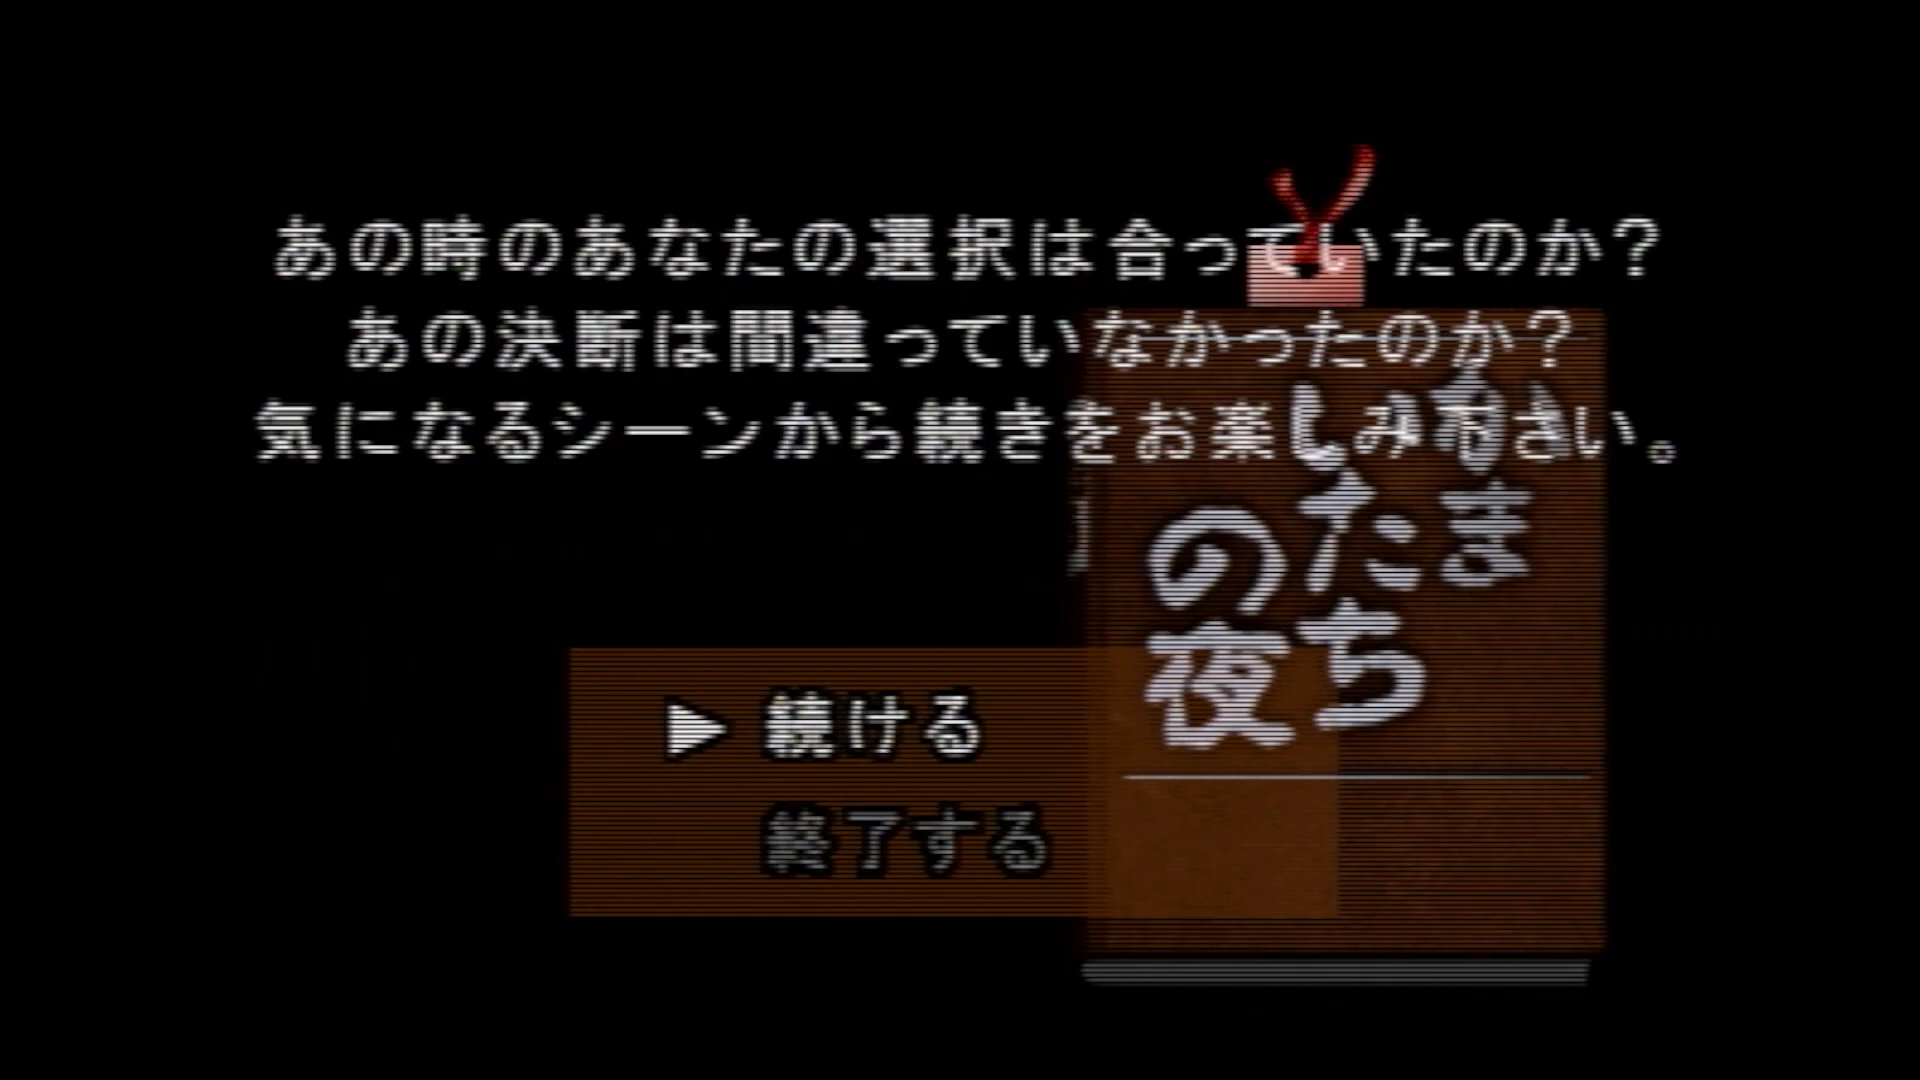 あの時のあなたの選択は合っていたのか？
あの決断は間違っていなかったのか？
気になるシーンから続きをお楽しみ下さい。
かま
いたち
の夜
▶ 続ける
終了する